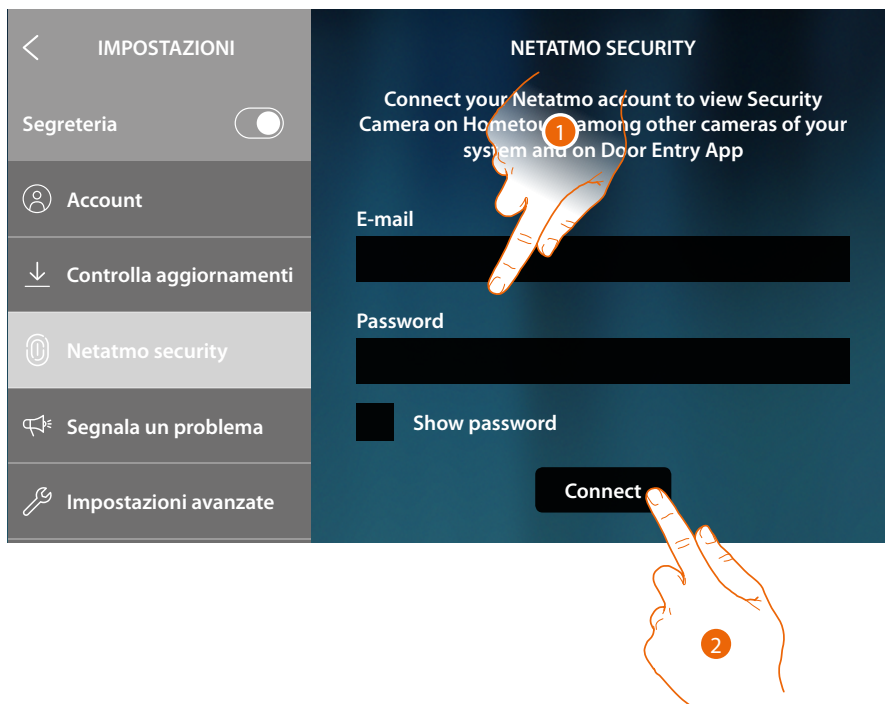 IMPOSTAZIONI
Segreteria
Account
Controlla aggiornamenti
Netatmo security
Segnala un problema
Impostazioni avanzate
NETATMO SECURITY
Connect your Netatmo account to view Security
Camera on Hometouch among other cameras of your
system and on Door Entry App
1
E-mail
Password
Show password
Connect
2